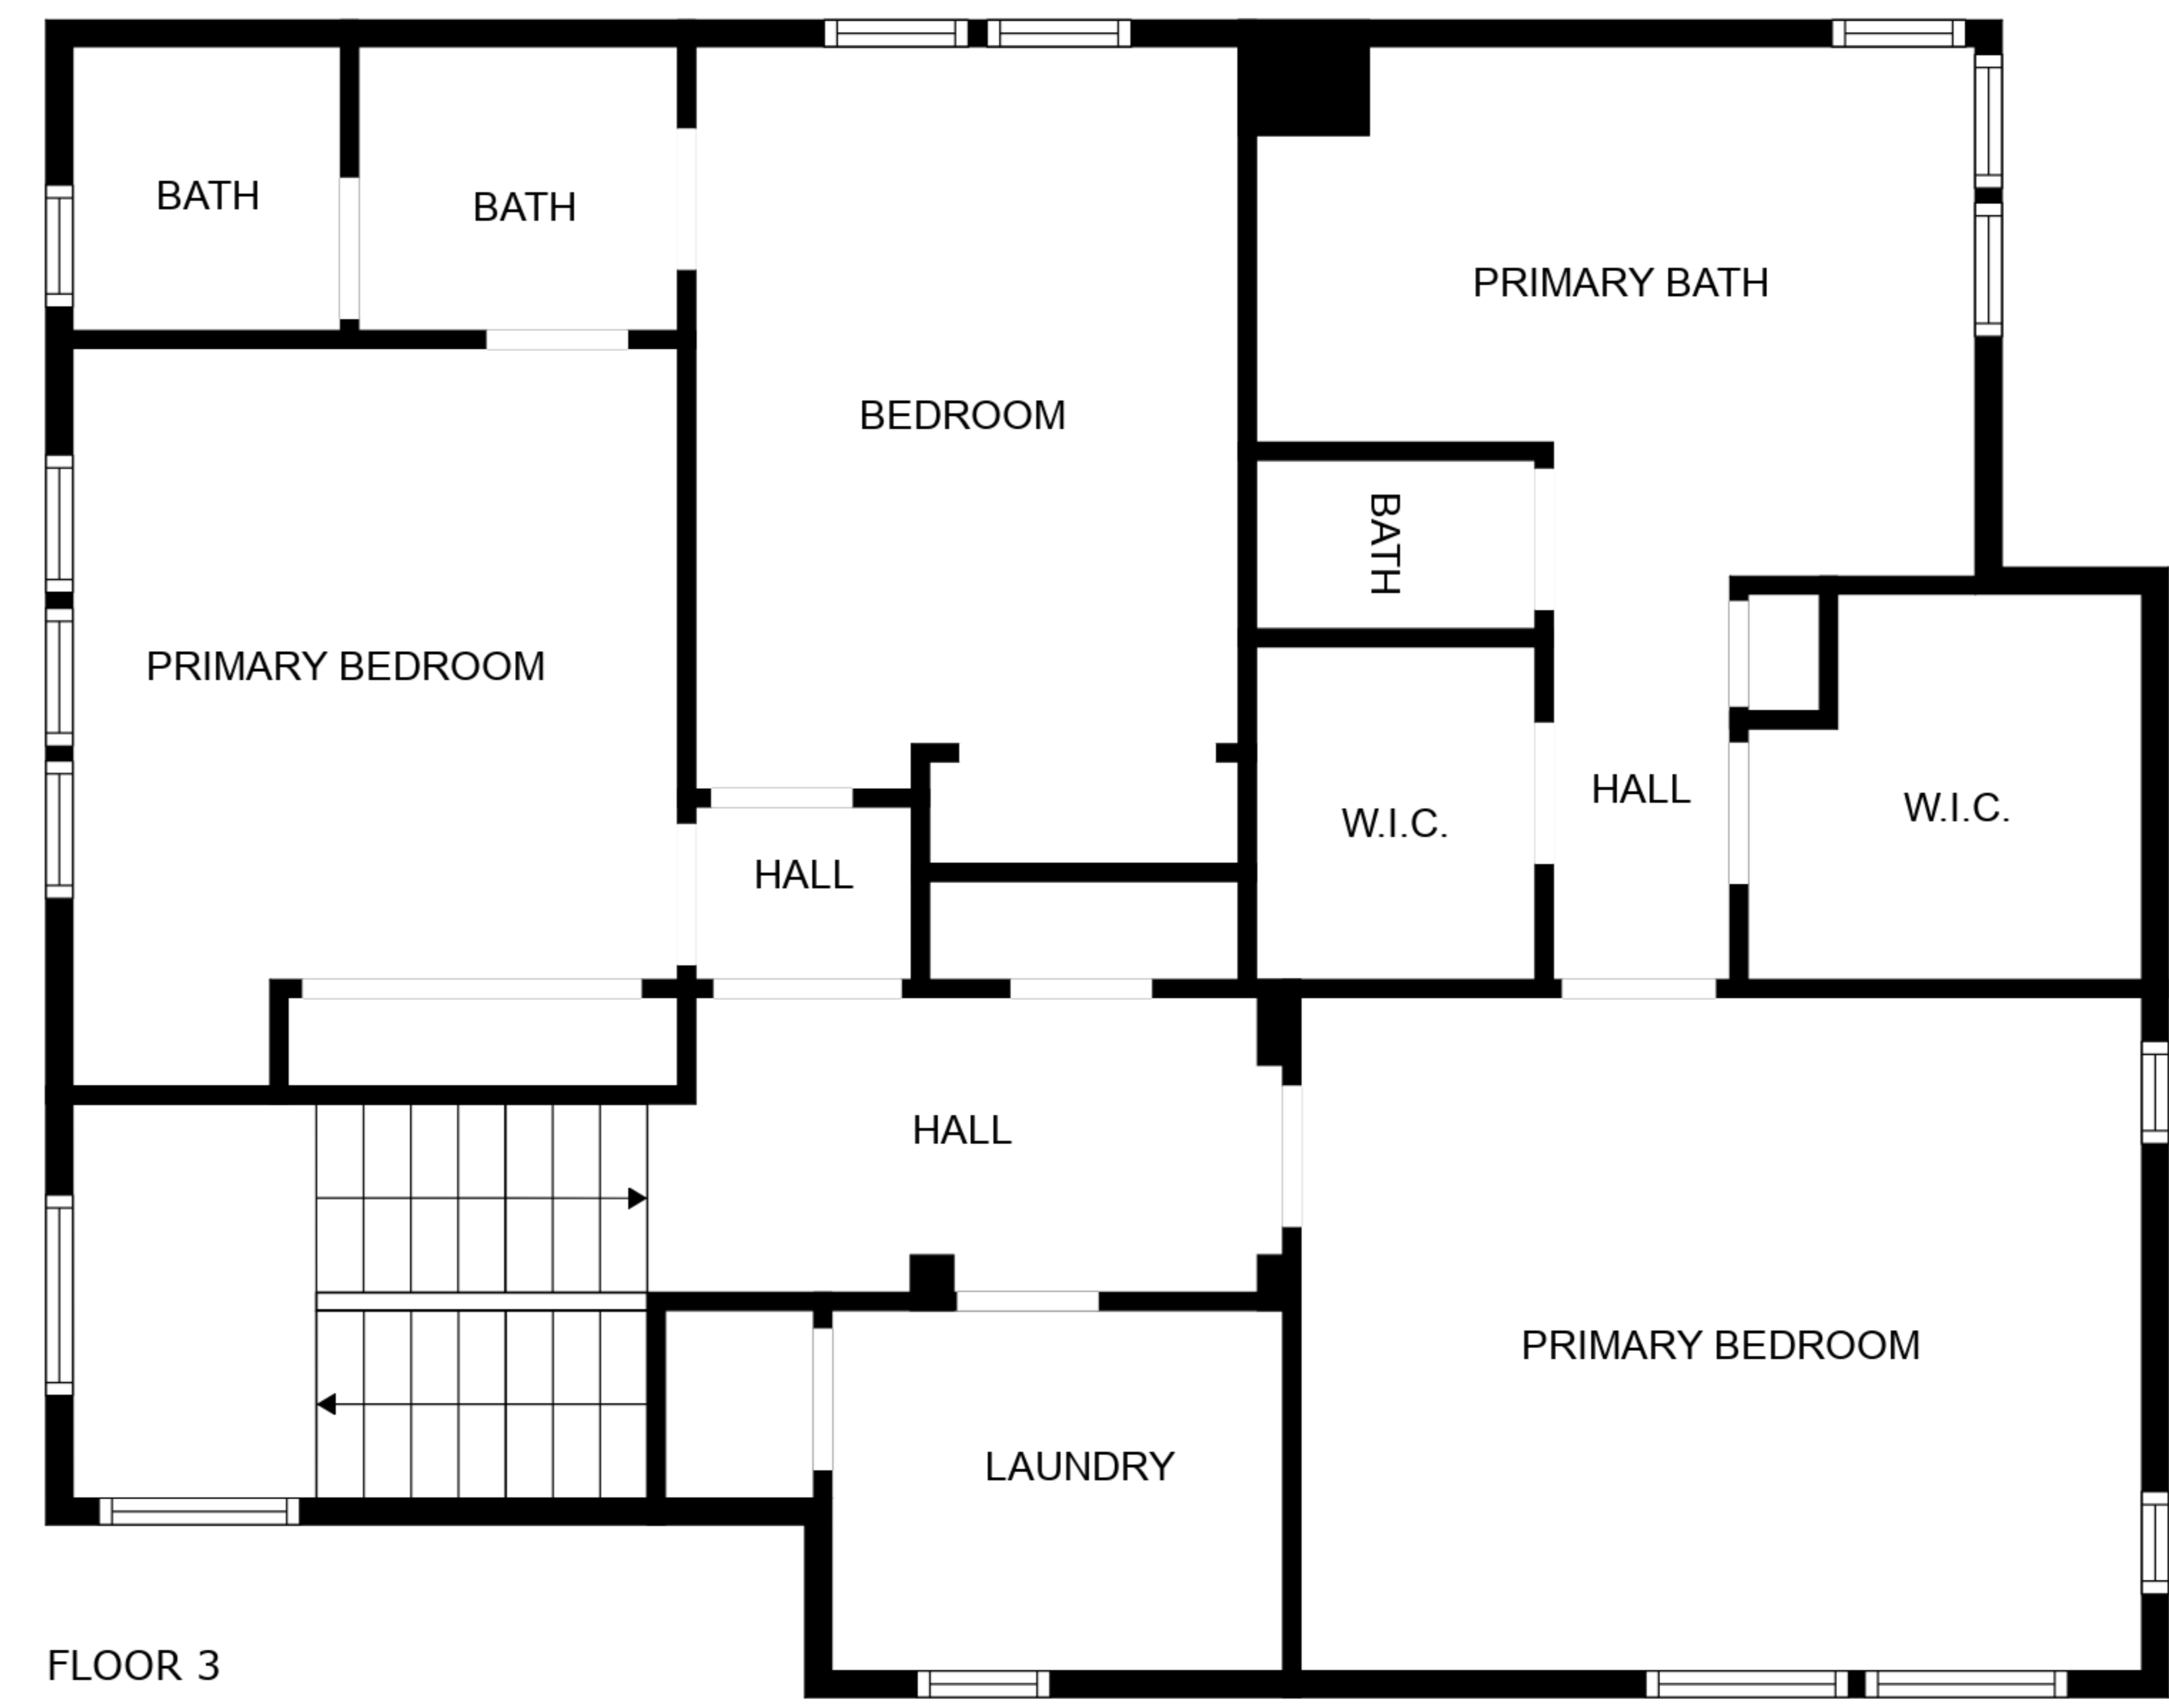 BATH
BATH
PRIMARY BATH
BEDROOM
BATH
PRIMARY BEDROOM
HALL
W.I.C.
W.I.C.
HALL
HALL
PRIMARY BEDROOM
LAUNDRY
FLOOR 3